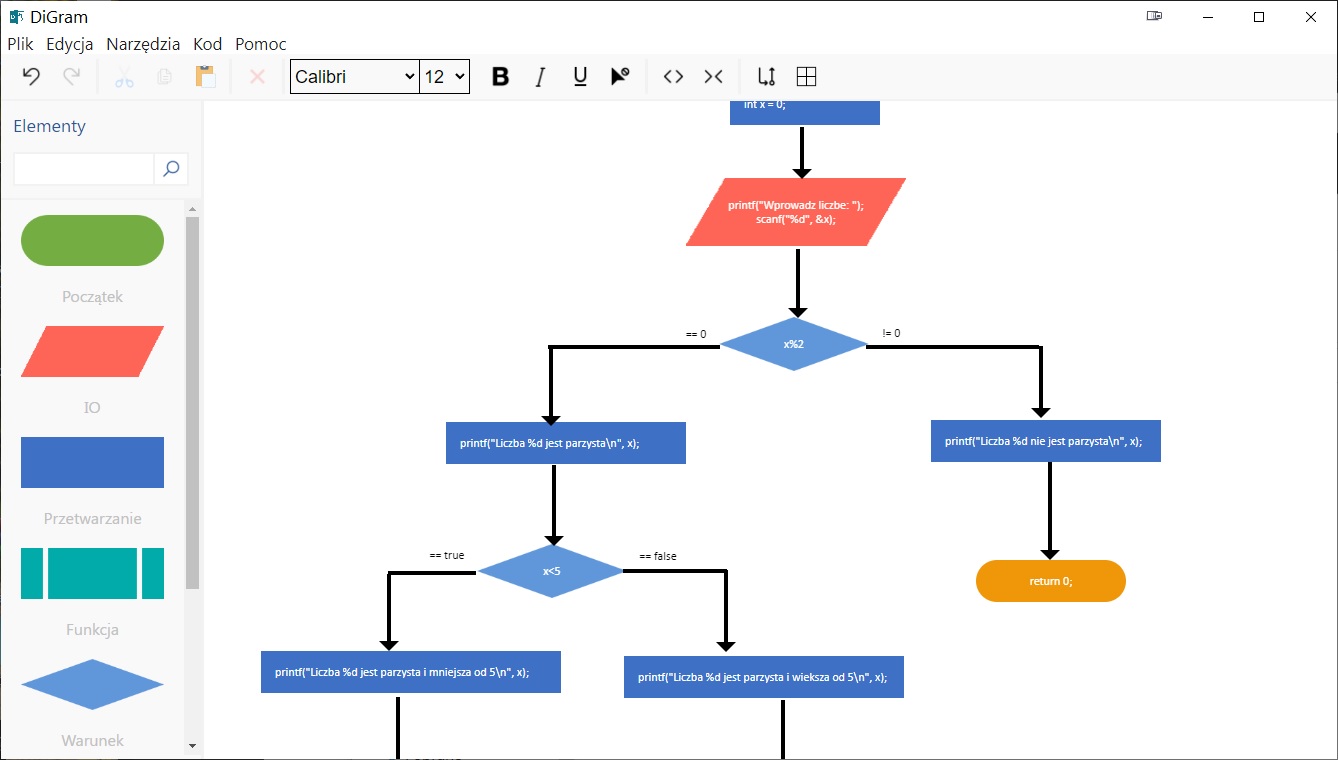 DiGram
Plik Edycja Narzędzia Kod Pomoc
Calibri 12 B I U
Elementy
Początek
IO
Przetwarzanie
Funkcja
Warunek
int x = 0;
printf("Wprowadz liczbe: ");
scanf("%d", &x);
x%2
== 0
!= 0
printf("Liczba %d jest parzysta\n", x);
printf("Liczba %d nie jest parzysta\n", x);
x<5
== true
== false
return 0;
printf("Liczba %d jest parzysta i mniejsza od 5\n", x);
printf("Liczba %d jest parzysta i wieksza od 5\n", x);